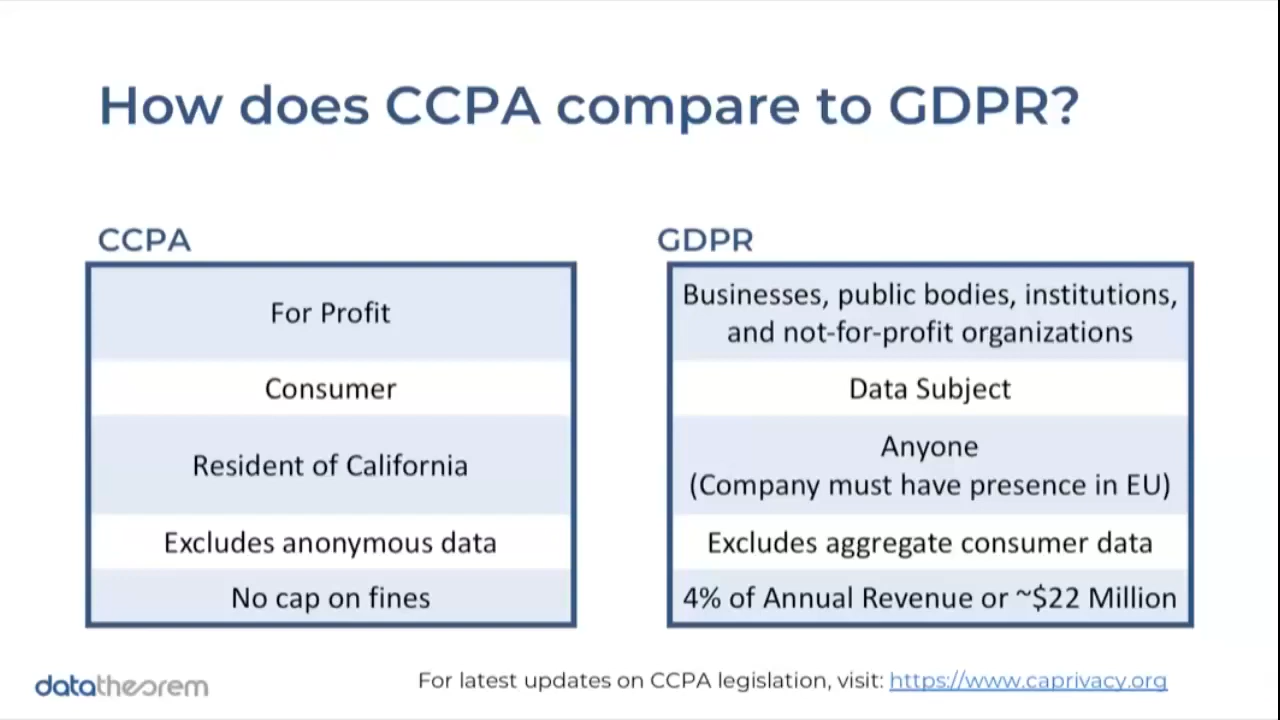 How does CCPA compare to GDPR?
CCPA
For Profit
Consumer
Resident of California
Excludes anonymous data
No cap on fines
GDPR
Businesses, public bodies, institutions,
and not-for-profit organizations
Data Subject
Anyone
(Company must have presence in EU)
Excludes aggregate consumer data
4% of Annual Revenue or ~$22 Million
datatheorem
For latest updates on CCPA legislation, visit: https://www.caprivacy.org